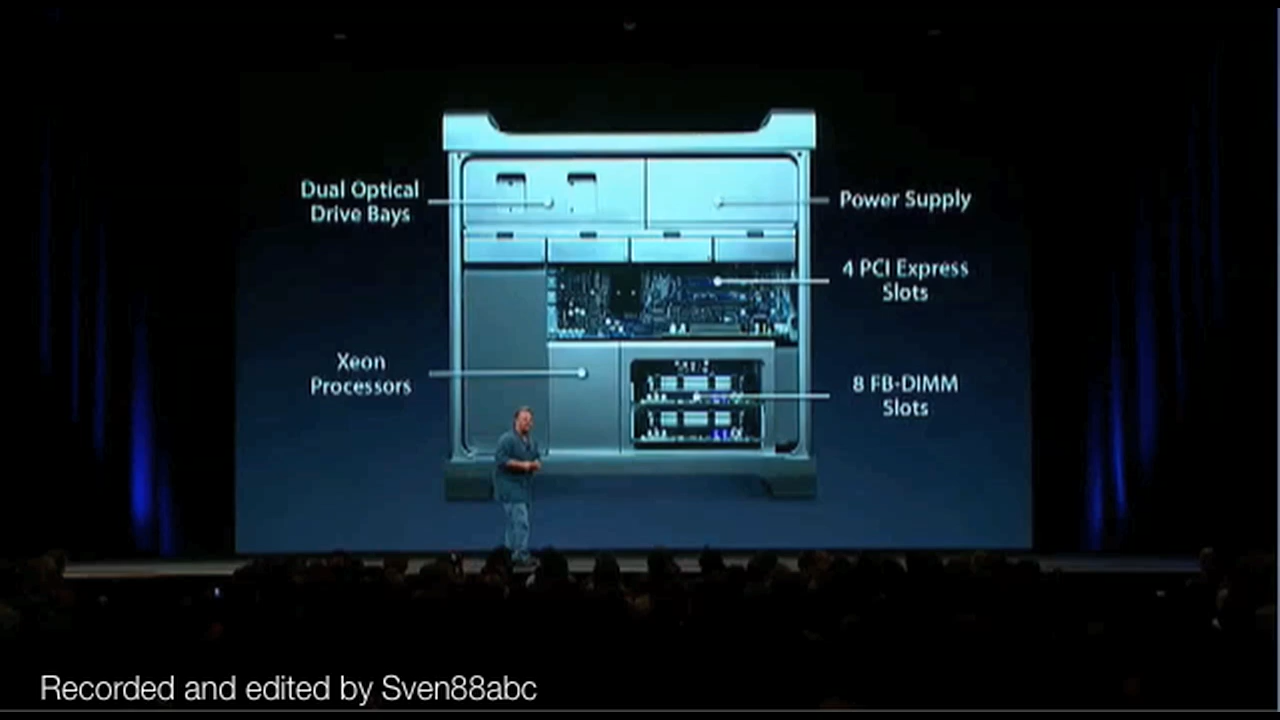 Dual Optical
Drive Bays
Power Supply
4 PCI Express
Slots
Xeon
Processors
8 FB-DIMM
Slots
Recorded and edited by Sven88abc